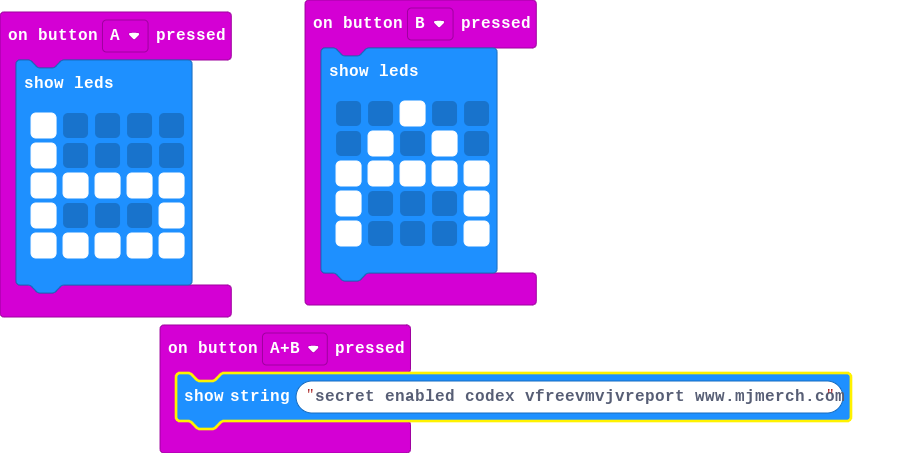 on button A pressed
show leds
on button B pressed
show leds
on button A+B pressed
show string "secret enabled codex vfreevmvjvreport www.mjmerch.com"